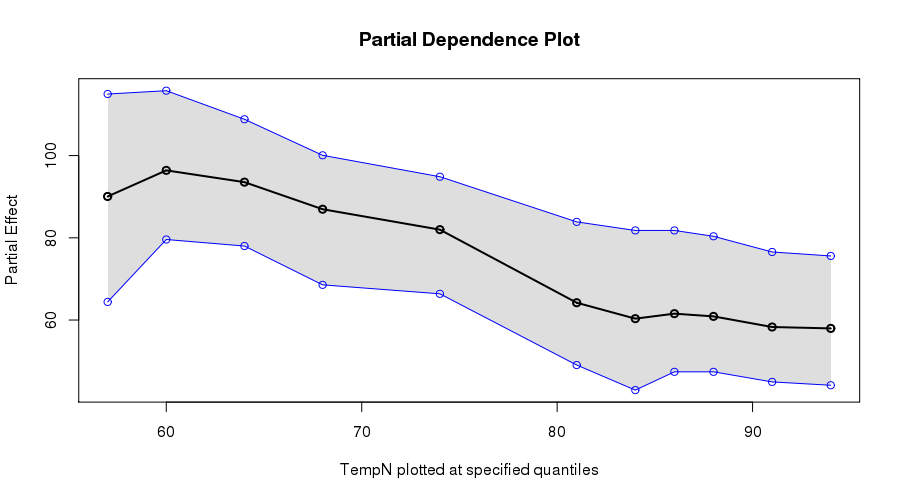 Partial Dependence Plot
Partial Effect
100
80
60
60 70 80 90
TempN plotted at specified quantiles